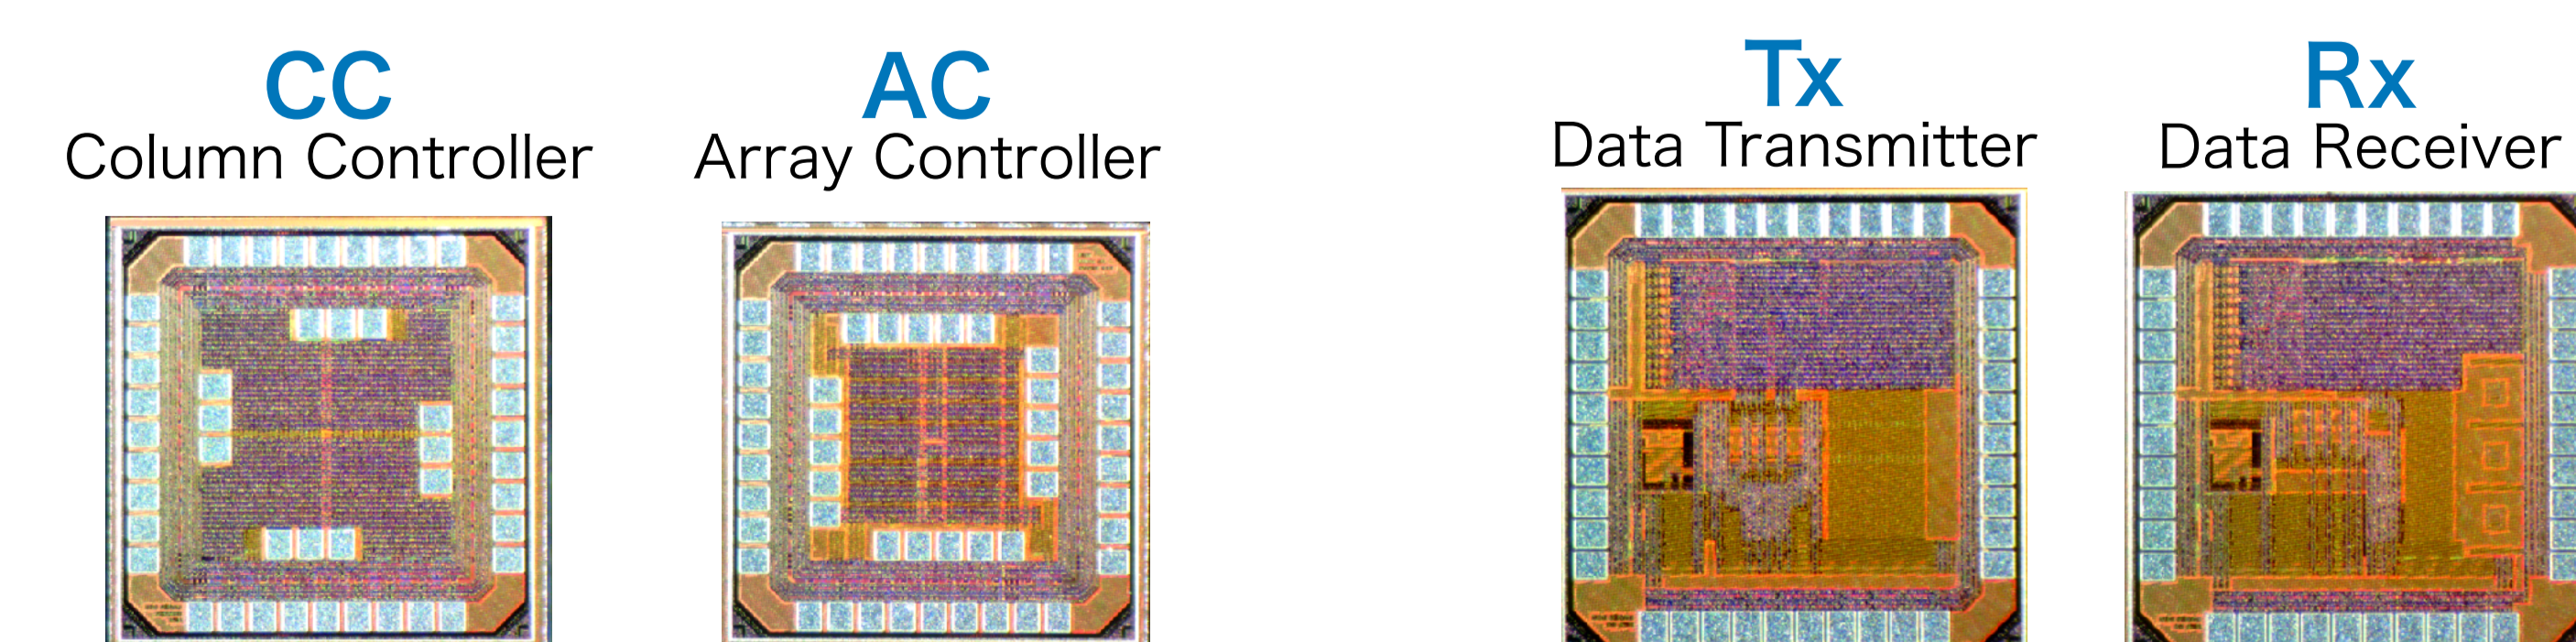 CC
Column Controller
AC
Array Controller
Tx
Data Transmitter
Rx
Data Receiver